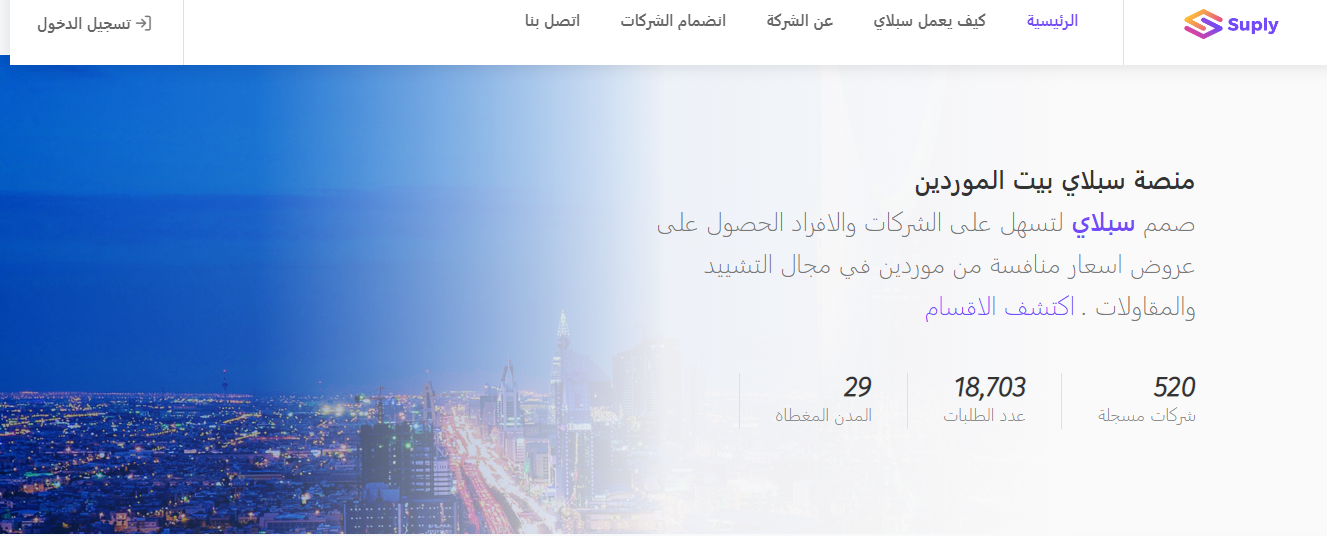 Suply
الرئيسية
كيف يعمل سبلاي
عن الشركة
انضمام الشركات
اتصل بنا
تسجيل الدخول
منصة سبلاي بيت الموردين
صمم سبلاي لتسهل على الشركات والافراد الحصول على
عروض اسعار منافسة من موردين في مجال التشييد
والمقاولات . اكتشف الاقسام
520
شركات مسجلة
18,703
عدد الطلبات
29
المدن المغطاه